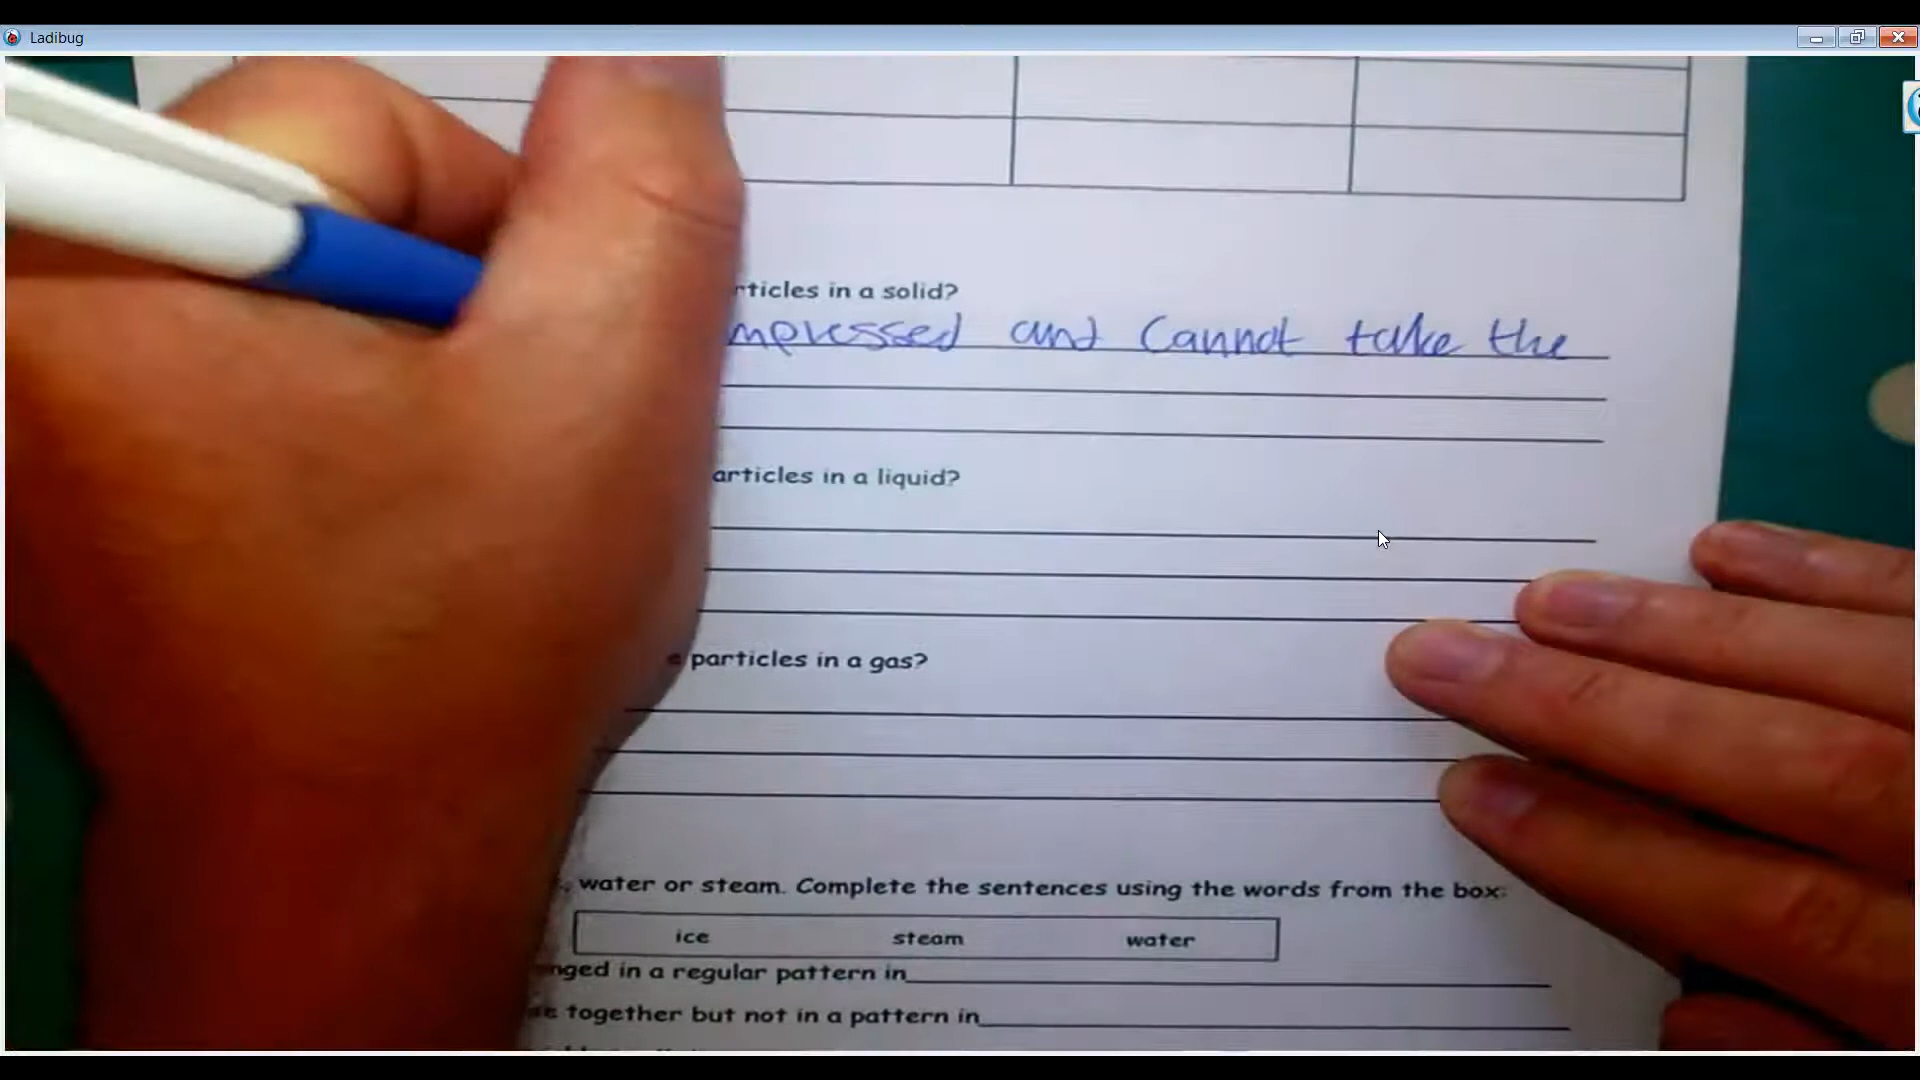 Ladibug
rticles in a solid?
mpressed and Cannot take the
articles in a liquid?
particles in a gas?
water or steam. Complete the sentences using the words from the box:
ice steam water
nged in a regular pattern in
together but not in a pattern in